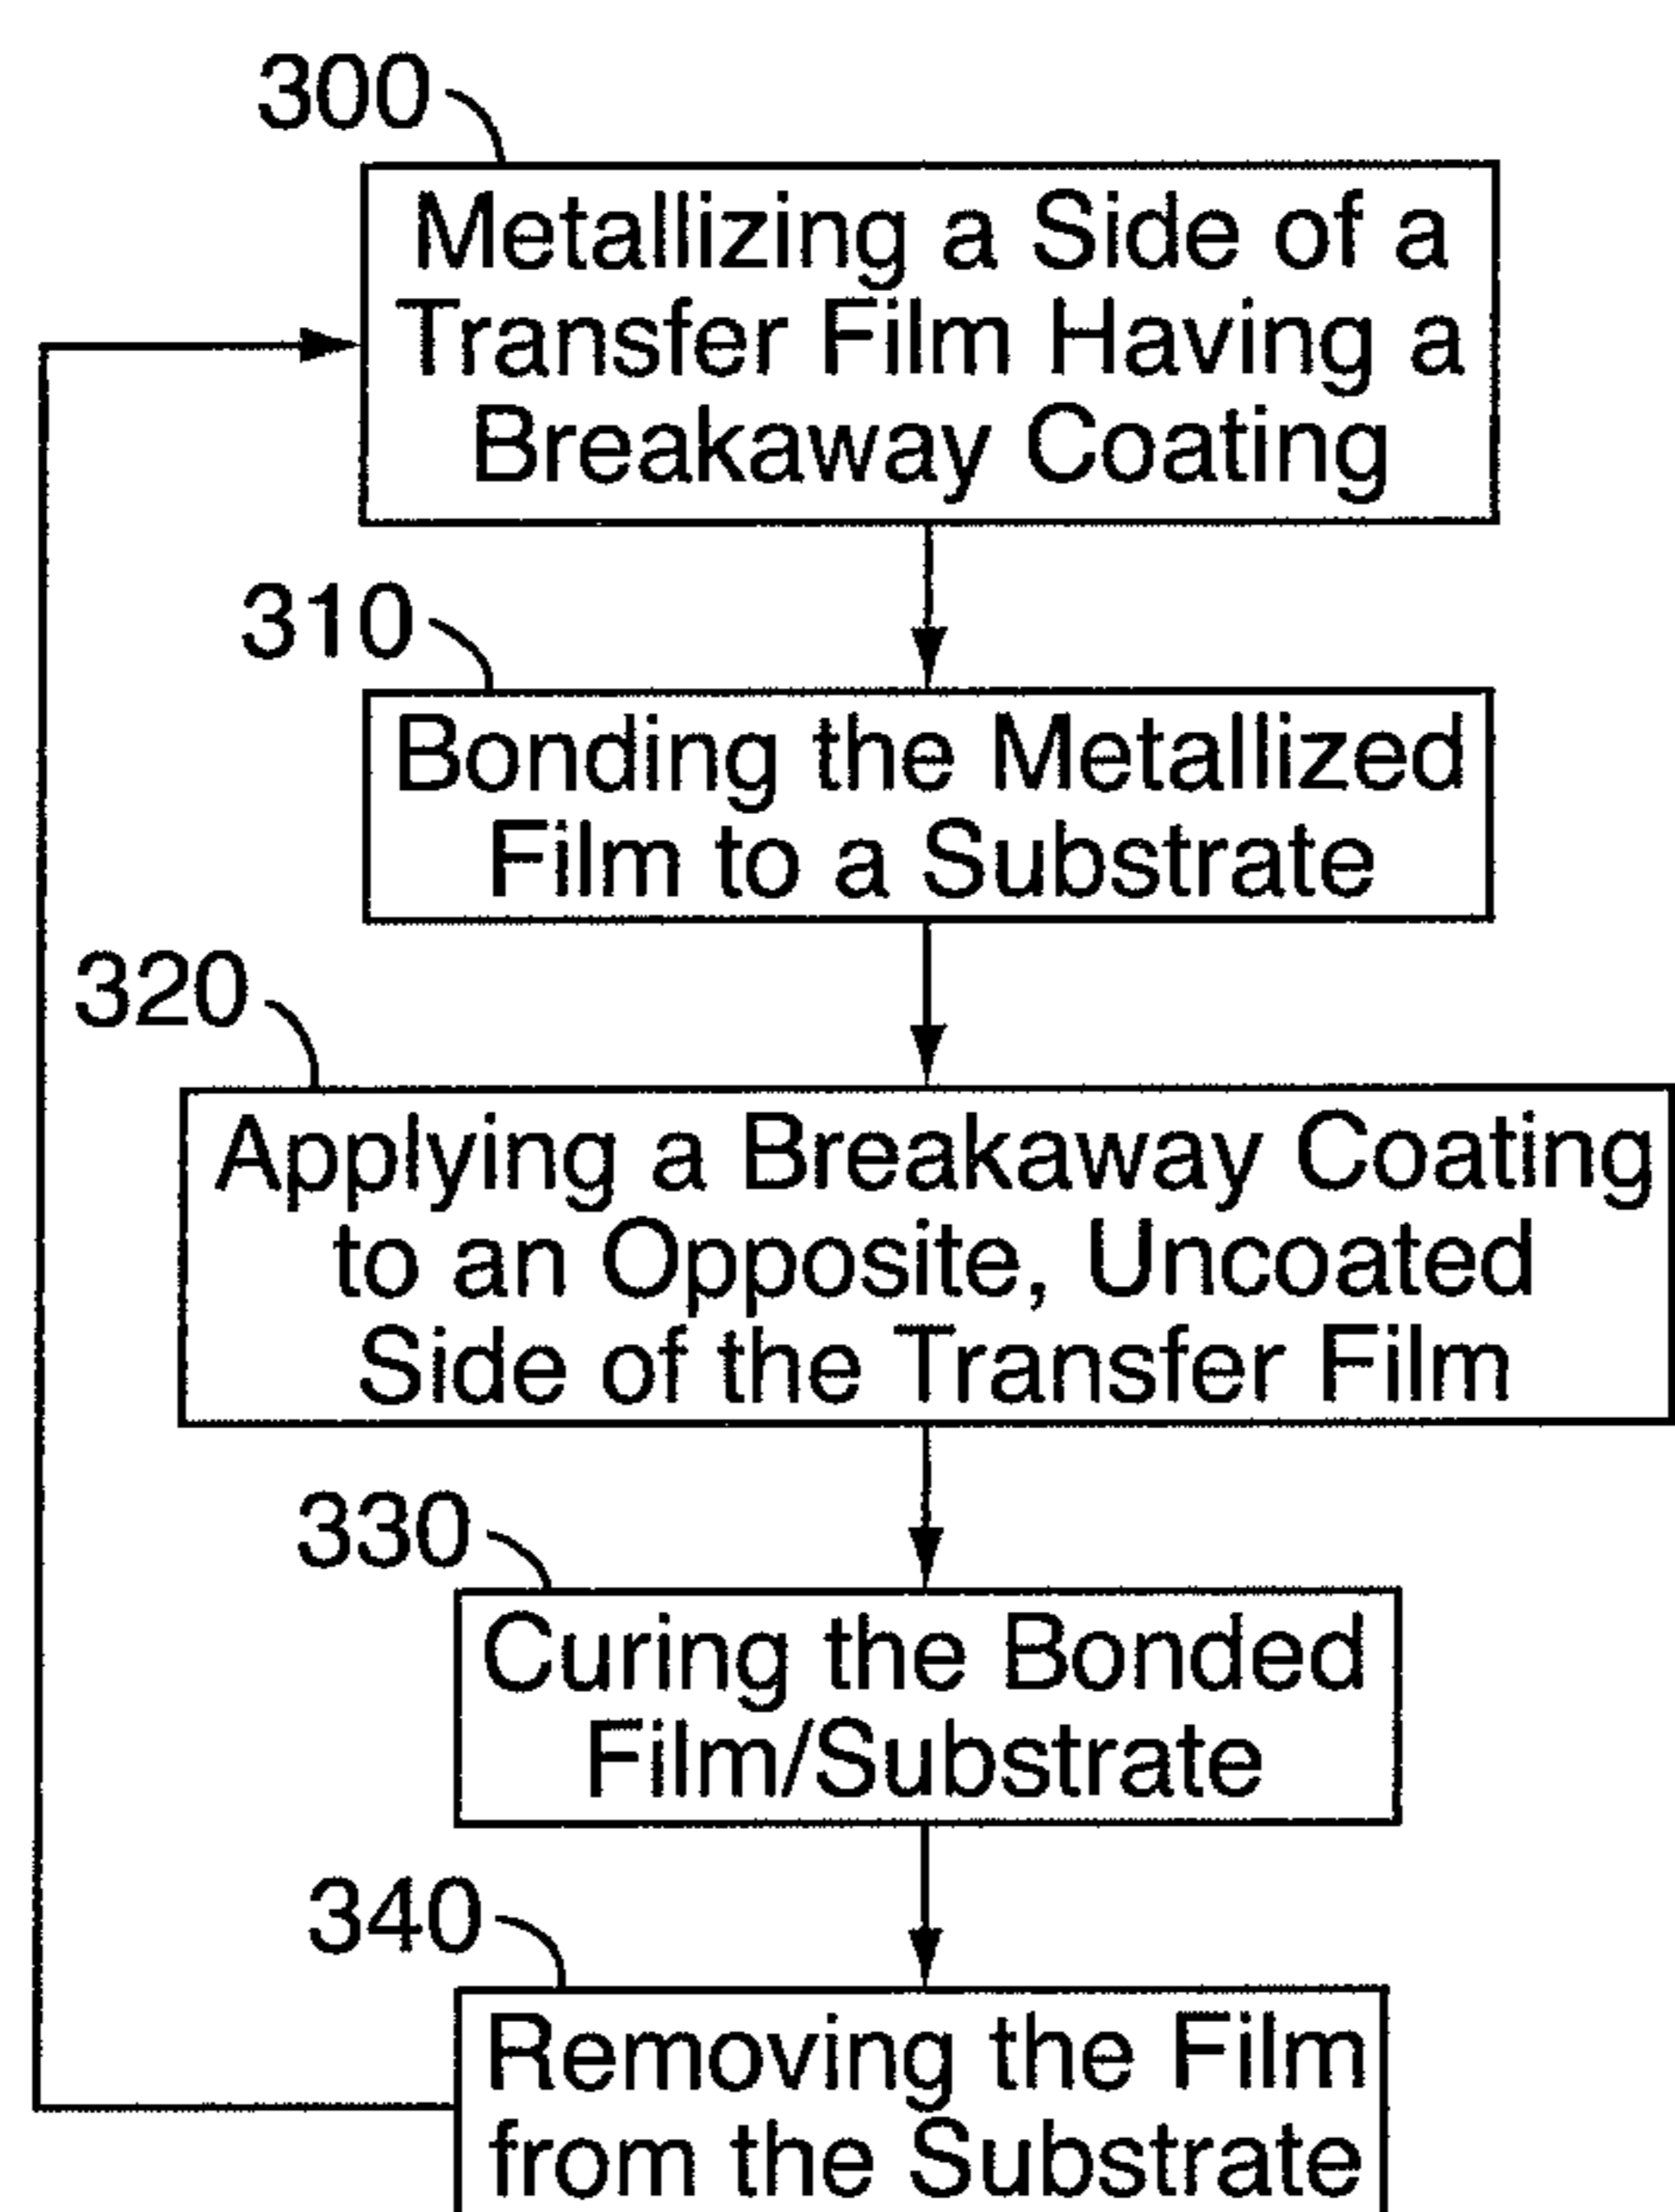 300
Metallizing a Side of a
Transfer Film Having a
Breakaway Coating
310
Bonding the Metallized
Film to a Substrate
320
Applying a Breakaway Coating
to an Opposite, Uncoated
Side of the Transfer Film
330
Curing the Bonded
Film/Substrate
340
Removing the Film
from the Substrate